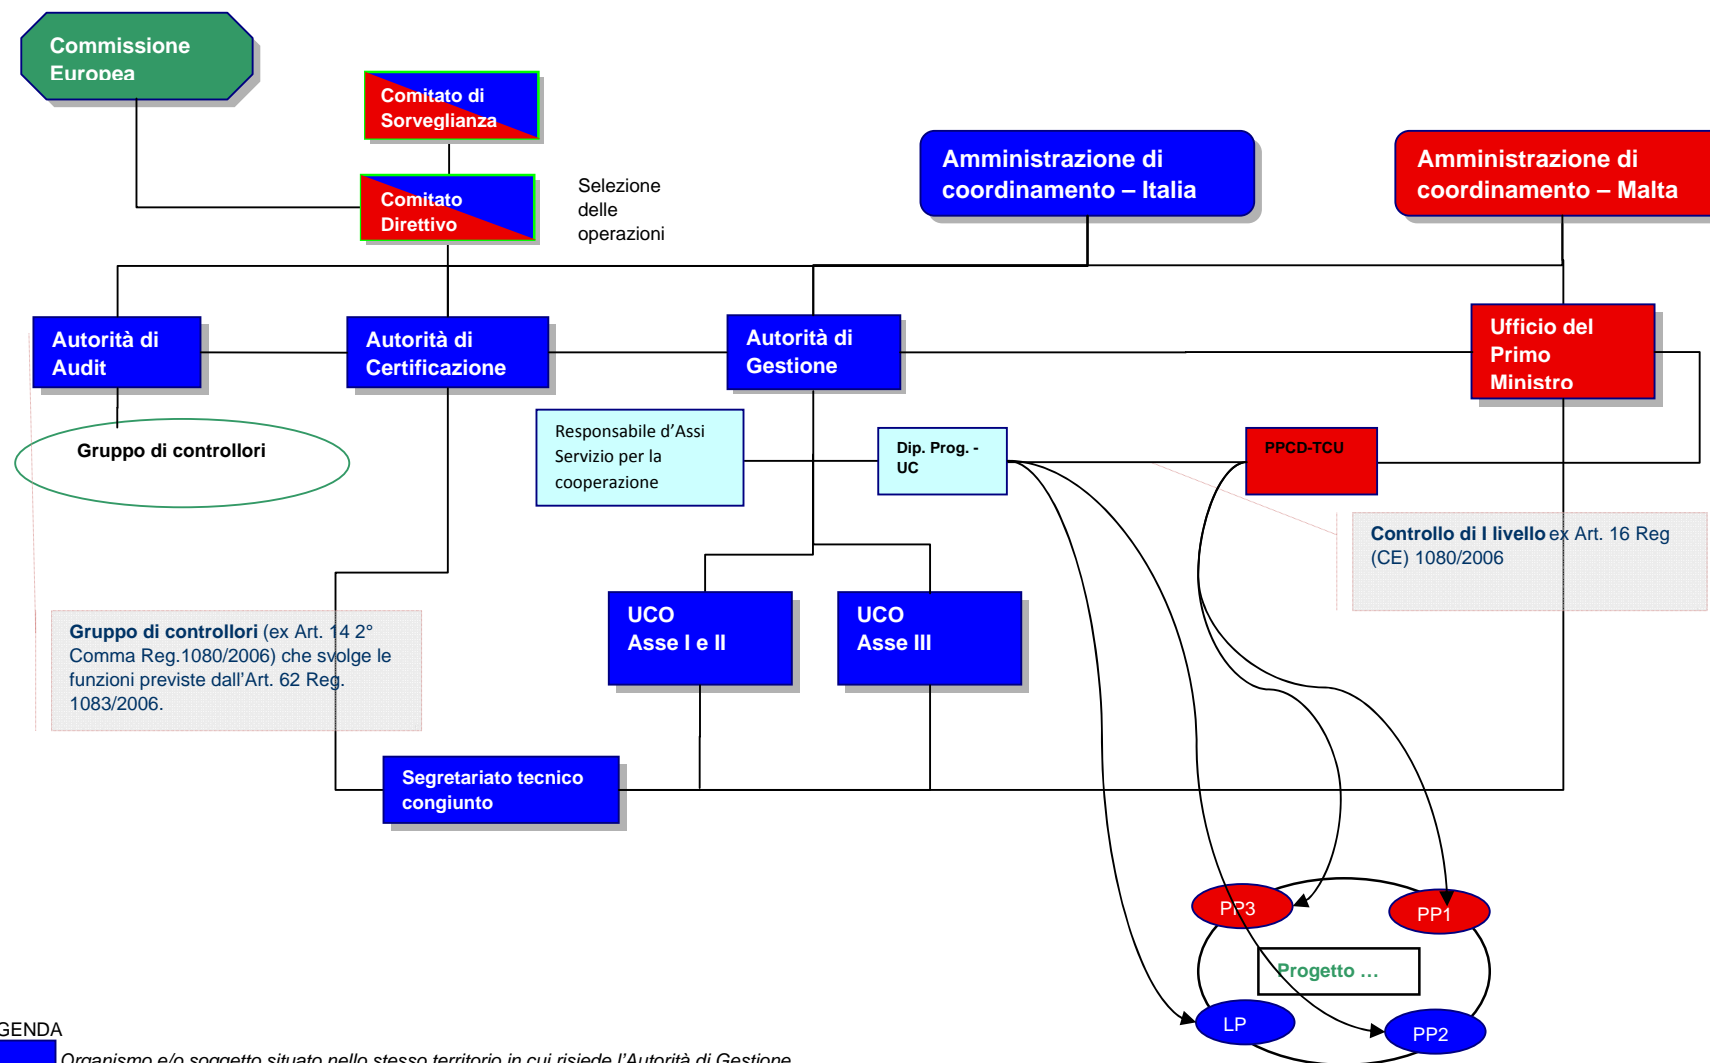 Commissione
Europea
Comitato di
Sorveglianza
Comitato
Direttivo
Selezione
delle
operazioni
Amministrazione di
coordinamento – Italia
Amministrazione di
coordinamento – Malta
Autorità di
Audit
Autorità di
Certificazione
Autorità di
Gestione
Ufficio del
Primo
Ministro
Gruppo di controllori
Responsabile d’Assi
Servizio per la
cooperazione
Dip. Prog. -
UC
PPCD-TCU
Controllo di I livello ex Art. 16 Reg
(CE) 1080/2006
UCO
Asse I e II
UCO
Asse III
Gruppo di controllori (ex Art. 14 2°
Comma Reg.1080/2006) che svolge le
funzioni previste dall’Art. 62 Reg.
1083/2006.
Segretariato tecnico
congiunto
PP3
PP1
Progetto ...
LP
PP2
GENDA
Organismo e/o soggetto situato nello stesso territorio in cui risiede l’Autorità di Gestione